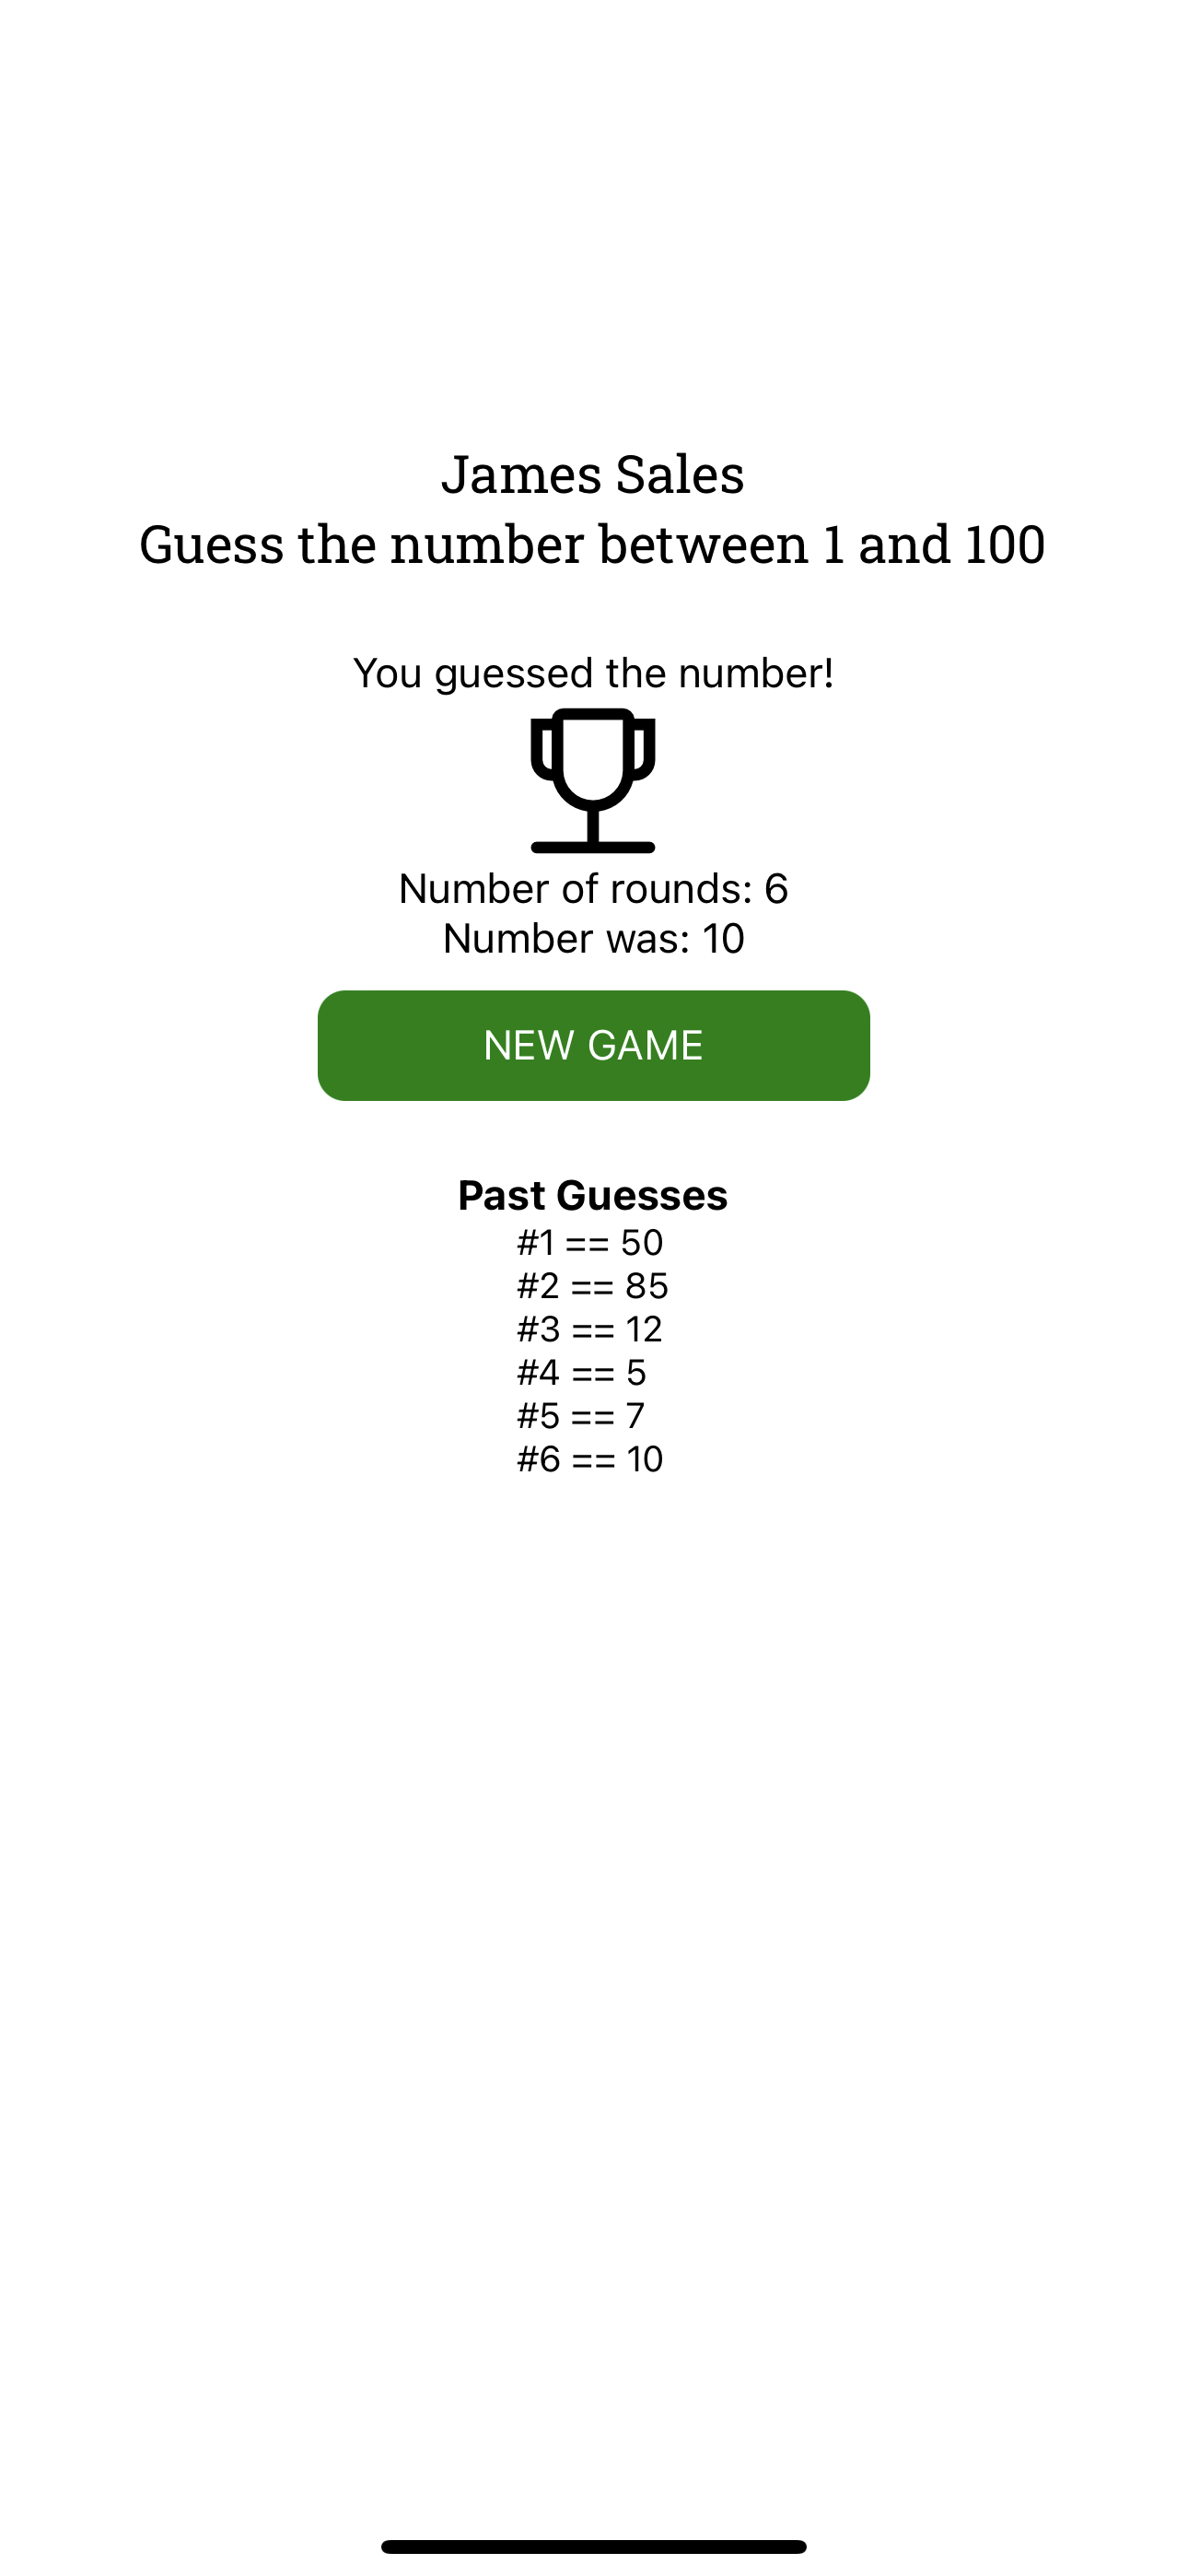 James Sales
Guess the number between 1 and 100
You guessed the number!
Number of rounds: 6
Number was: 10
NEW GAME
Past Guesses
#1 == 50
#2 == 85
#3 == 12
#4 == 5
#5 == 7
#6 == 10